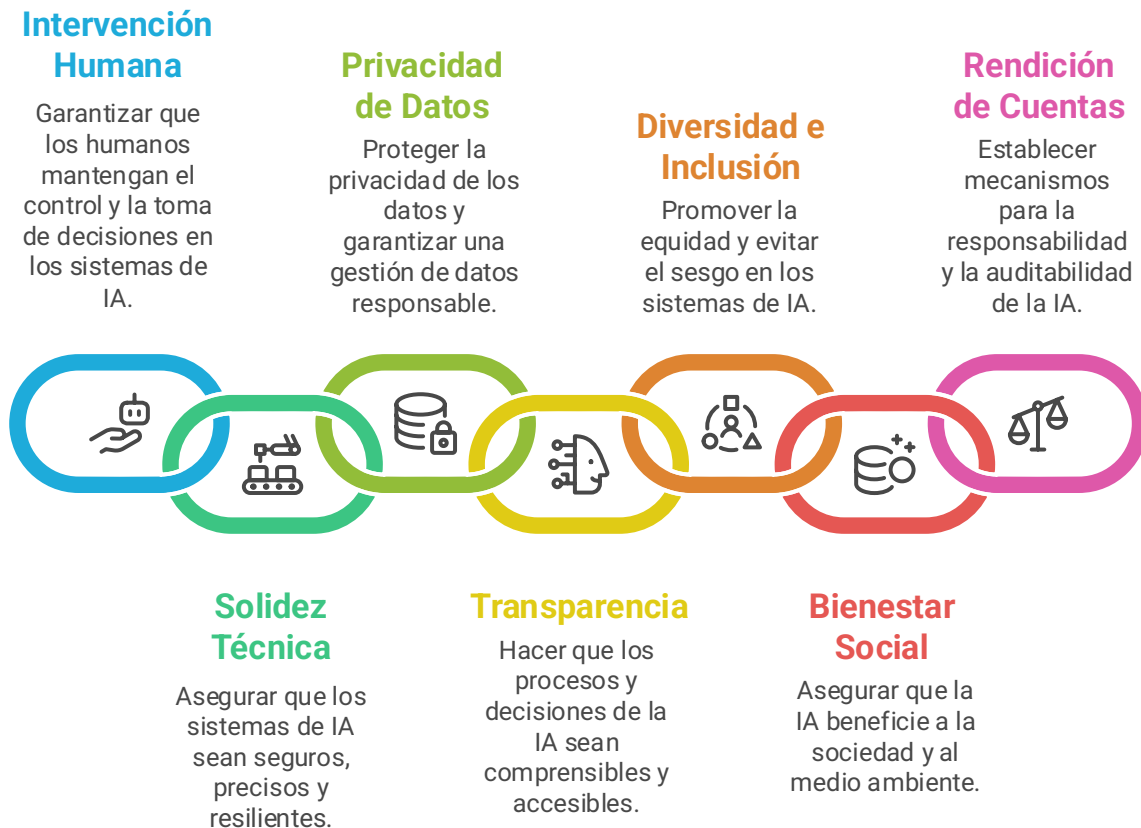 Intervención
Humana
Garantizar que
los humanos
mantengan el
control y la toma
de decisiones en
los sistemas de
IA.
Privacidad
de Datos
Proteger la
privacidad de los
datos y
garantizar una
gestión de datos
responsable.
Diversidad e
Inclusión
Promover la
equidad y evitar
el sesgo en los
sistemas de IA.
Rendición
de Cuentas
Establecer
mecanismos
para la
responsabilidad
y la auditabilidad
de la IA.
Solidez
Técnica
Asegurar que los
sistemas de IA
sean seguros,
precisos y
resilientes.
Transparencia
Hacer que los
procesos y
decisiones de la
IA sean
comprensibles y
accesibles.
Bienestar
Social
Asegurar que la
IA beneficie a la
sociedad y al
medio ambiente.